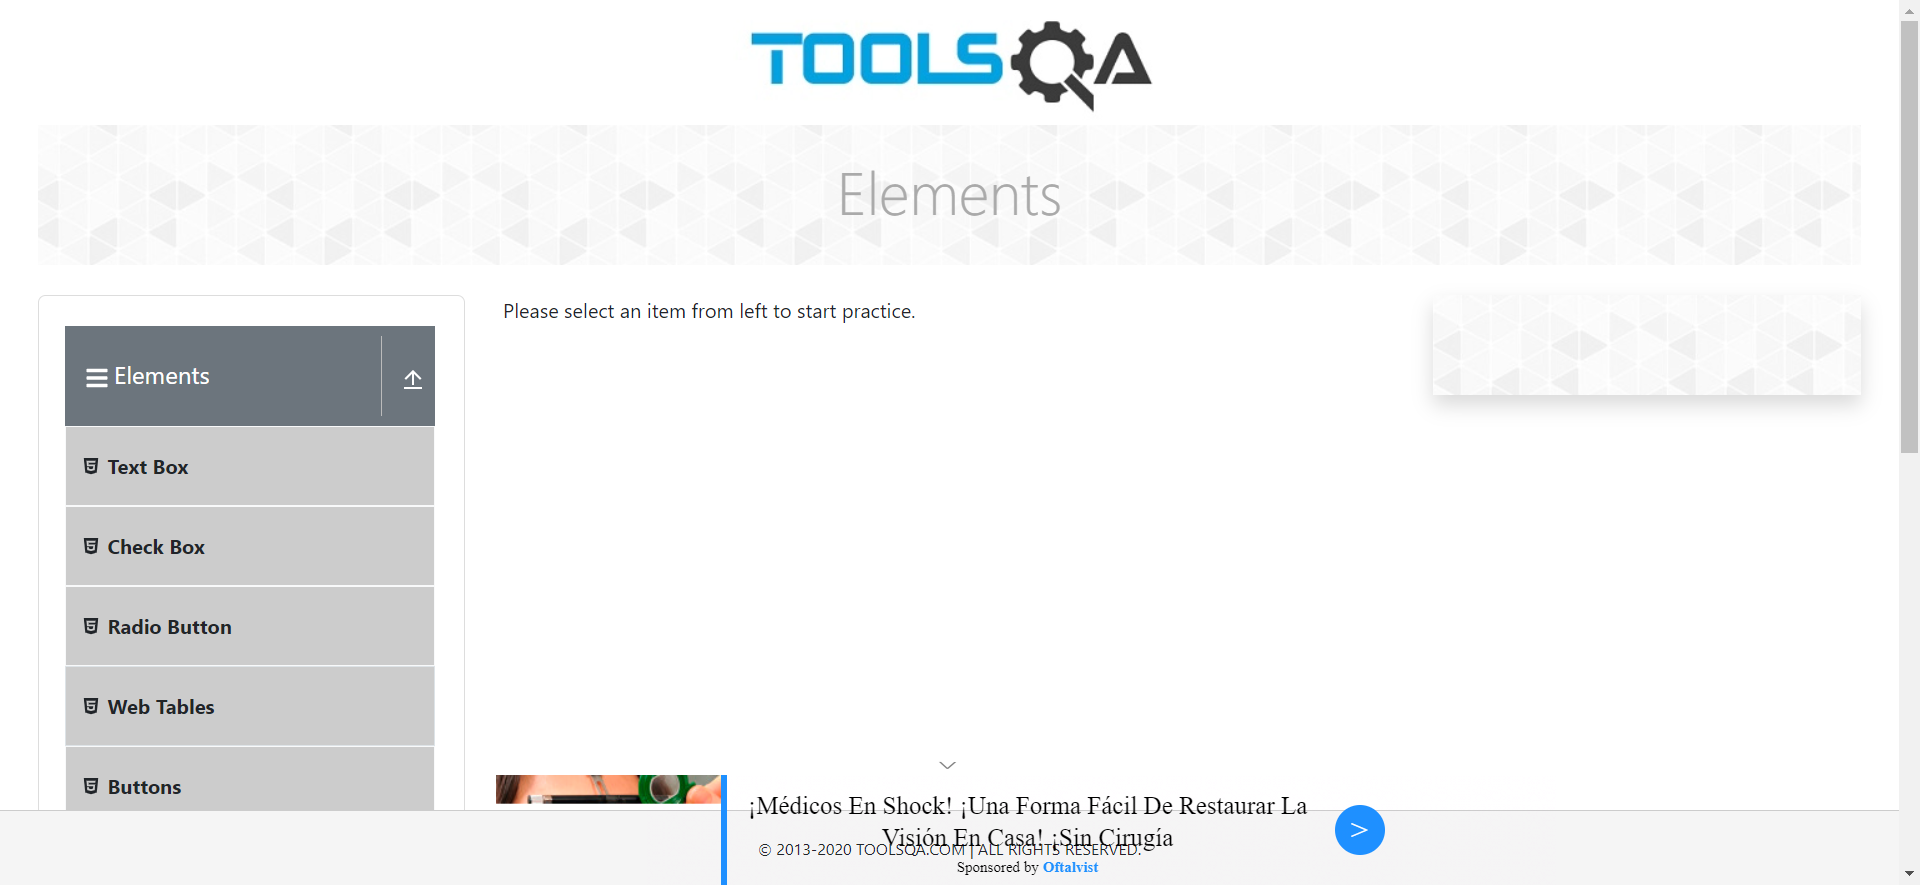 TOOLSQA
Elements
Please select an item from left to start practice.
Elements
Text Box
Check Box
Radio Button
Web Tables
Buttons
¡Médicos En Shock! ¡Una Forma Fácil De Restaurar La
Visión En Casa! ¡Sin Cirugía
© 2013-2020 TOOLSQA.COM | ALL RIGHTS RESERVED.
Sponsored by Oftalvist